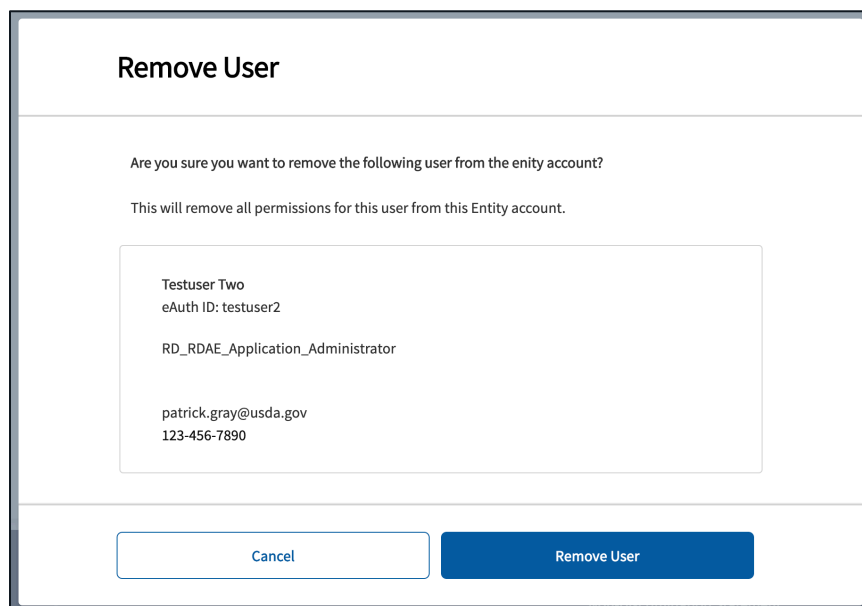 Remove User
Are you sure you want to remove the following user from the enity account?
This will remove all permissions for this user from this Entity account.
Testuser Two
eAuth ID: testuser2
RD_RDAE_Application_Administrator
patrick.gray@usda.gov
123-456-7890
Cancel
Remove User